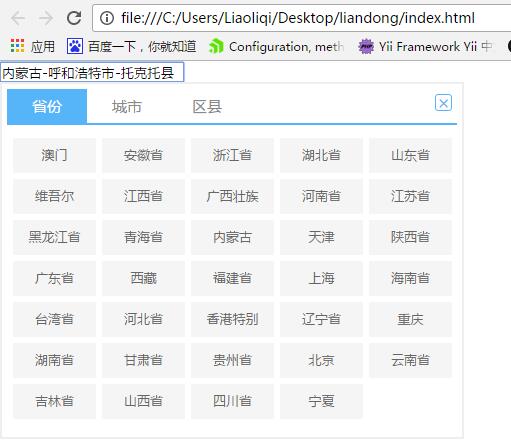 file:///C:/Users/Liaoliqi/Desktop/liandong/index.html
应用 百度一下，你就知道 Configuration, meth Yii Framework Yii 中
内蒙古-呼和浩特市-托克托县
省份 城市 区县
澳门 安徽省 浙江省 湖北省 山东省
维吾尔 江西省 广西壮族 河南省 江苏省
黑龙江省 青海省 内蒙古 天津 陕西省
广东省 西藏 福建省 上海 海南省
台湾省 河北省 香港特别 辽宁省 重庆
湖南省 甘肃省 贵州省 北京 云南省
吉林省 山西省 四川省 宁夏